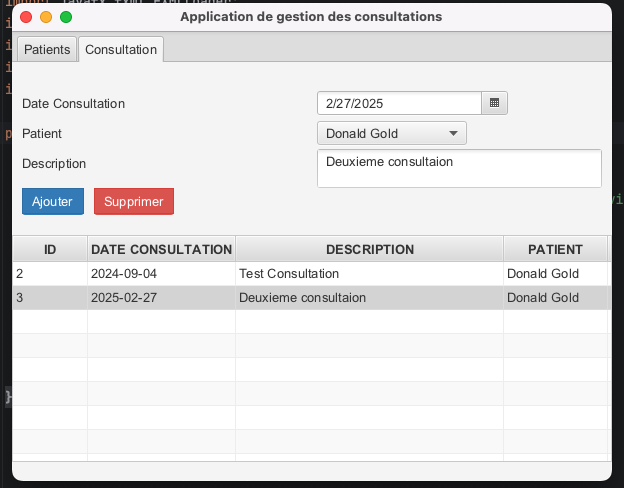 Application de gestion des consultations
Patients
Consultation
Date Consultation
2/27/2025
Patient
Donald Gold
Description
Deuxieme consultaion
Ajouter
Supprimer
ID DATE CONSULTATION DESCRIPTION PATIENT
2 2024-09-04 Test Consultation Donald Gold
3 2025-02-27 Deuxieme consultaion Donald Gold